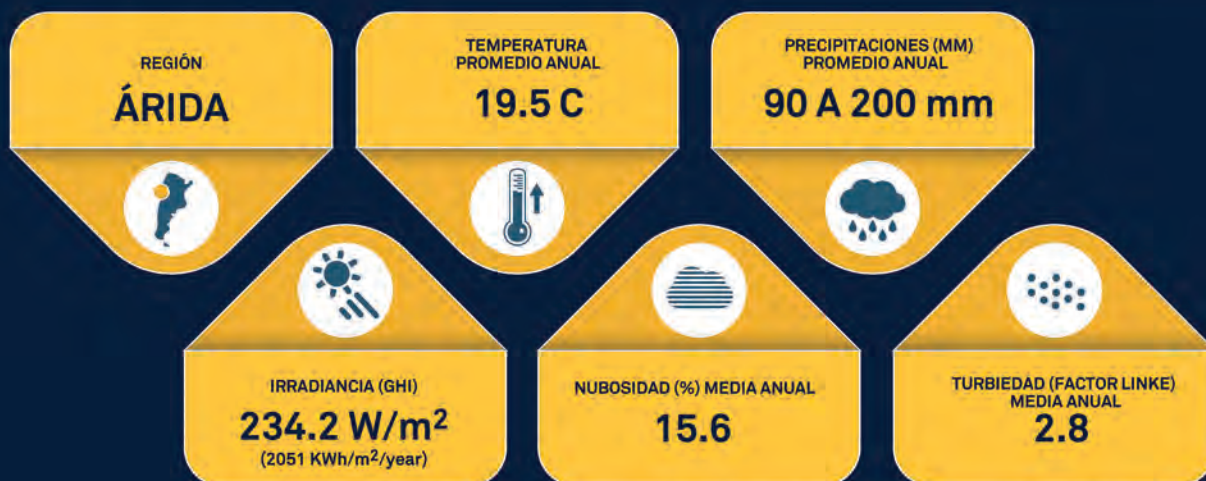 REGIÓN
ÁRIDA
TEMPERATURA
PROMEDIO ANUAL
19.5 C
PRECIPITACIONES (MM)
PROMEDIO ANUAL
90 A 200 mm
IRRADIANCIA (GHI)
234.2 W/m²
(2051 KWh/m²/year)
NUBOSIDAD (%) MEDIA ANUAL
15.6
TURBIEDAD (FACTOR LINKE)
MEDIA ANUAL
2.8